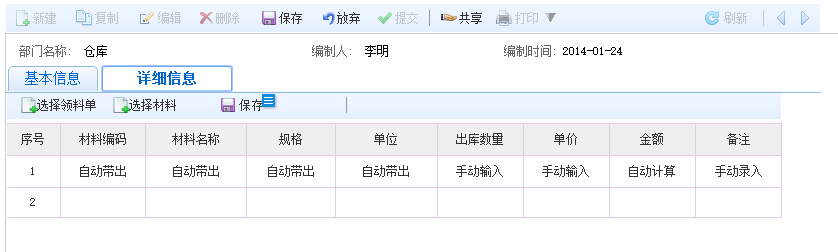 新建 复制 编辑 删除 保存 放弃 提交 共享 打印 刷新
部门名称: 仓库 编制人: 李明 编制时间: 2014-01-24
基本信息 详细信息
选择领料单 选择材料 保存
序号 材料编码 材料名称 规格 单位 出库数量 单价 金额 备注
1 自动带出 自动带出 自动带出 自动带出 手动输入 手动输入 自动计算 手动录入
2